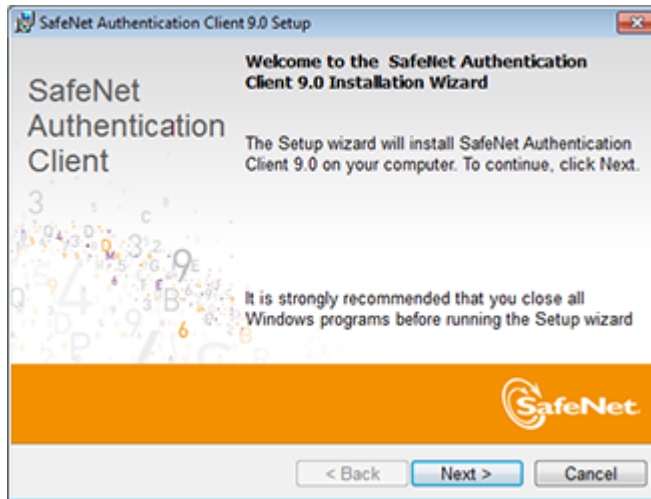 SafeNet Authentication Client 9.0 Setup
SafeNet
Authentication
Client
Welcome to the SafeNet Authentication
Client 9.0 Installation Wizard
The Setup wizard will install SafeNet Authentication
Client 9.0 on your computer. To continue, click Next.
It is strongly recommended that you close all
Windows programs before running the Setup wizard
SafeNet.
< Back
Next >
Cancel